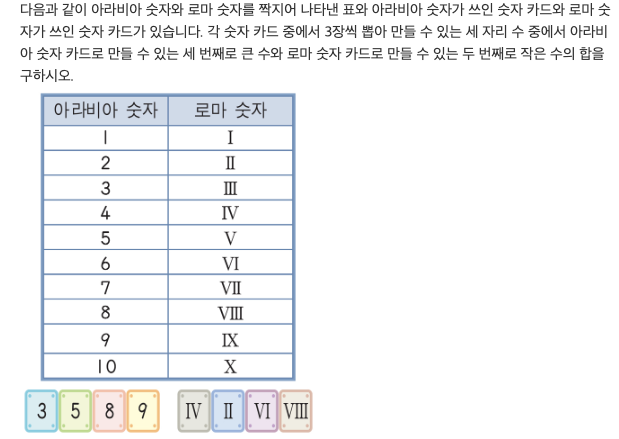 다음과 같이 아라비아 숫자와 로마 숫자를 짝지어 나타낸 표와 아라비아 숫자가 쓰인 숫자 카드와 로마 숫
자가 쓰인 숫자 카드가 있습니다. 각 숫자 카드 중에서 3장씩 뽑아 만들 수 있는 세 자리 수 중에서 아라비
아 숫자 카드로 만들 수 있는 세 번째로 큰 수와 로마 숫자 카드로 만들 수 있는 두 번째로 작은 수의 합을
구하시오.
아라비아 숫자 로마 숫자
1 Ⅰ
2 Ⅱ
3 Ⅲ
4 Ⅳ
5 Ⅴ
6 Ⅵ
7 Ⅶ
8 Ⅷ
9 Ⅸ
10 Ⅹ
3 5 8 9 Ⅳ Ⅱ Ⅵ Ⅷ